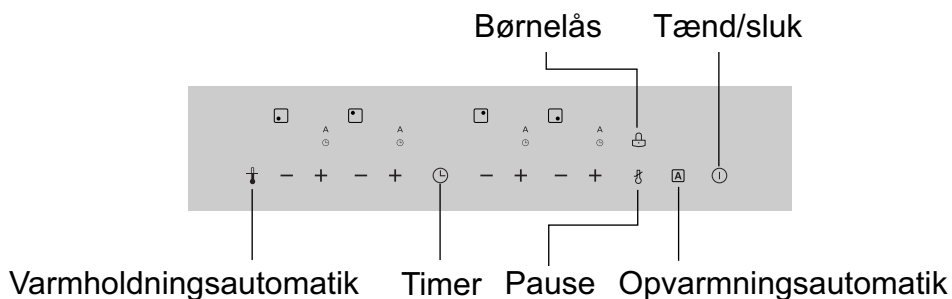 Børnelås Tænd/sluk
A A A A
− + − + − + − + A
Varmholdningsautomatik Timer Pause Opvarmningsautomatik